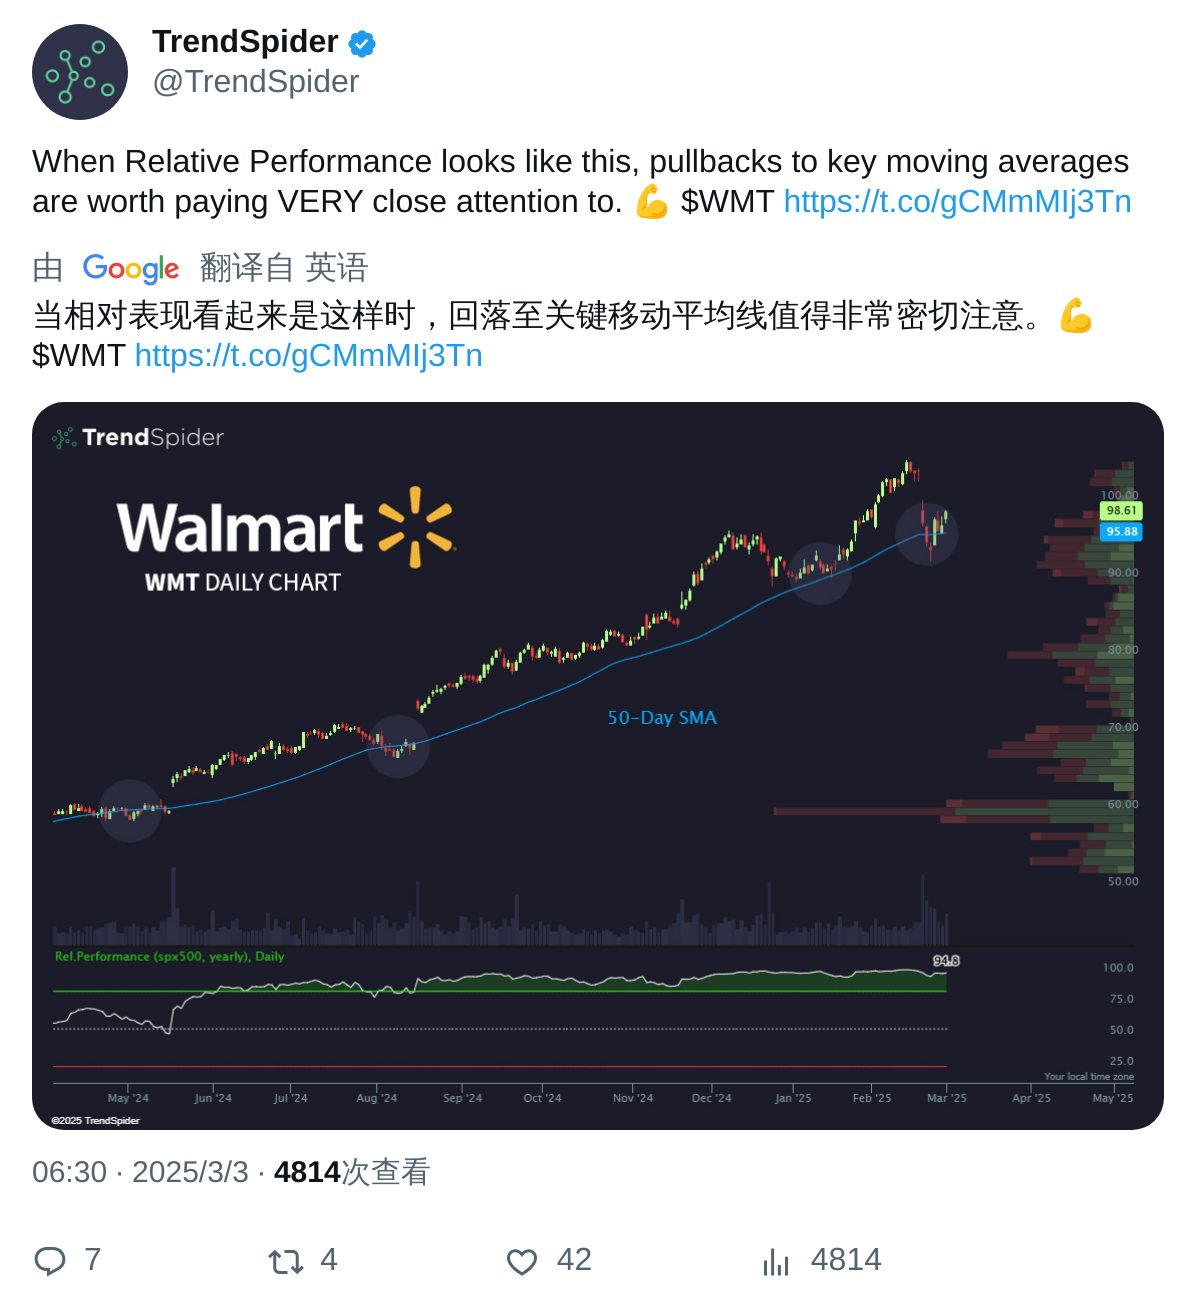 TrendSpider
@TrendSpider
When Relative Performance looks like this, pullbacks to key moving averages
are worth paying VERY close attention to. 💪 $WMT https://t.co/gCMmMIj3Tn
由 Google 翻译自 英语
当相对表现看起来是这样时，回落至关键移动平均线值得非常密切注意。💪
$WMT https://t.co/gCMmMIj3Tn
TrendSpider
Walmart
WMT DAILY CHART
100.00
98.61
95.88
90.00
80.00
50-Day SMA
70.00
60.00
50.00
Rel.Performance (spx500, yearly), Daily
94.8
100.0
75.0
50.0
25.0
Your local time zone
May '24 Jun '24 Jul '24 Aug '24 Sep '24 Oct '24 Nov '24 Dec '24 Jan '25 Feb '25 Mar '25 Apr '25 May '25
©2025 TrendSpider
06:30 · 2025/3/3 · 4814次查看
7 4 42 4814